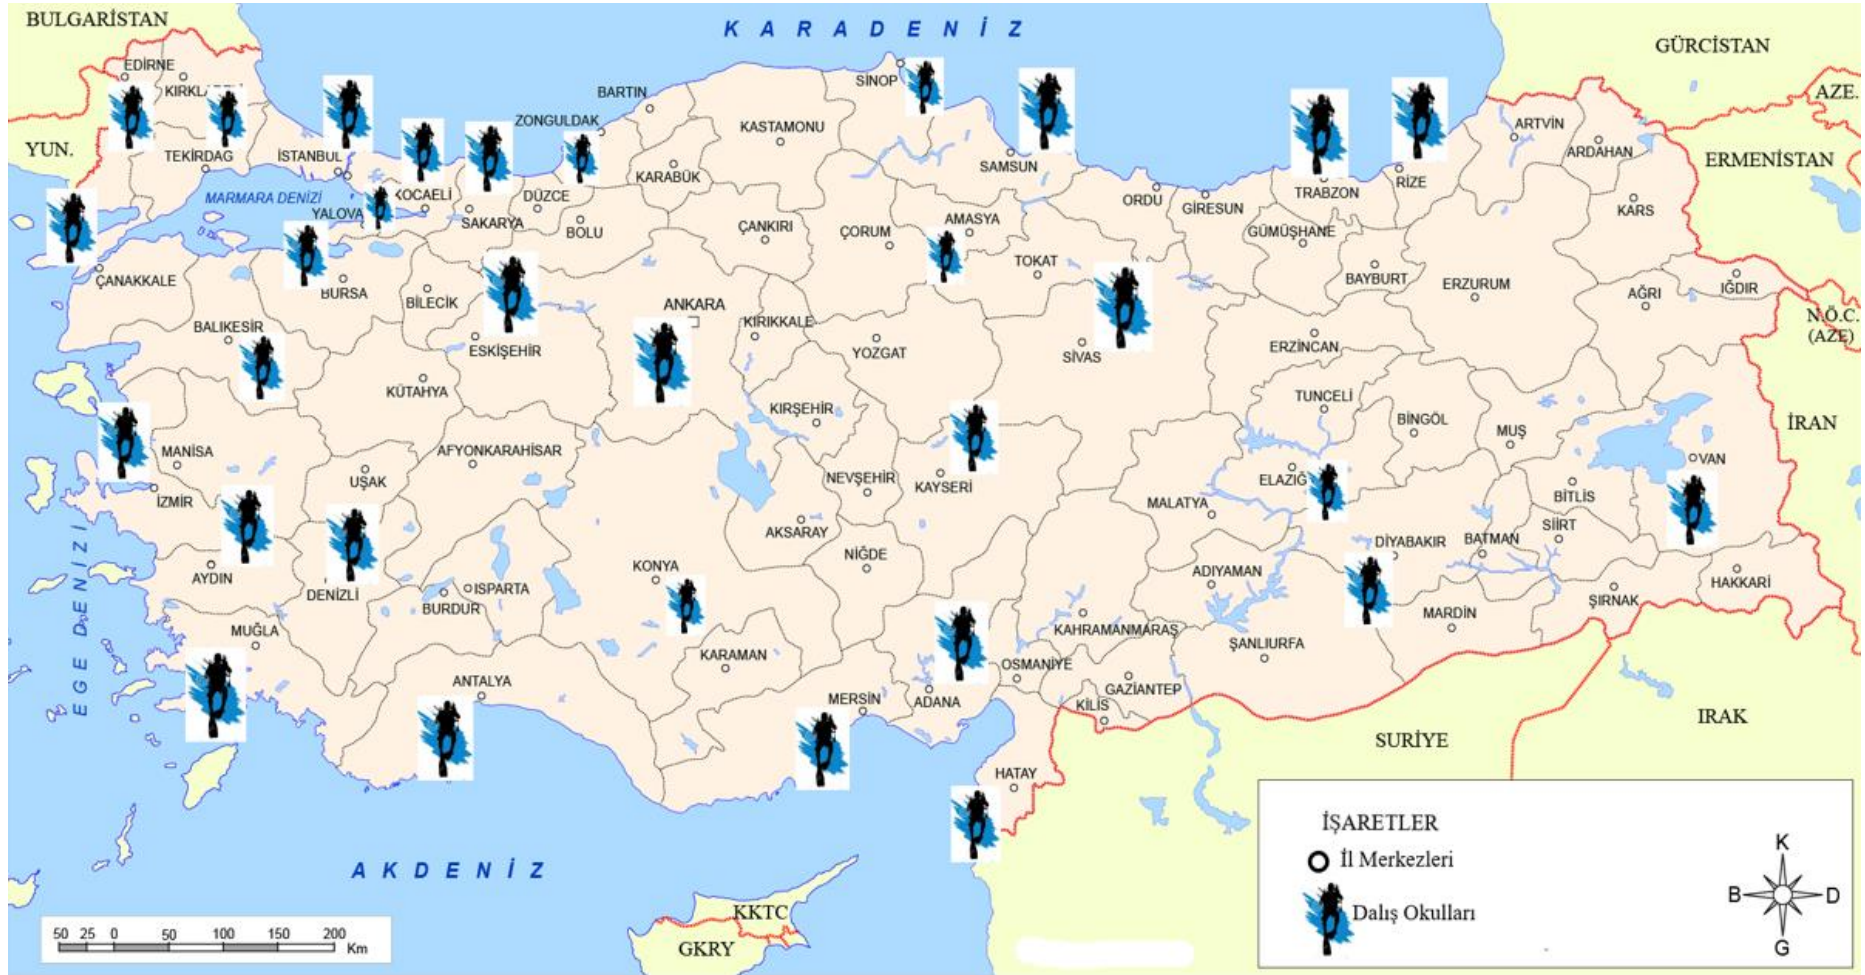 BULGARİSTAN
K A R A D E N İ Z
GÜRCİSTAN
EDİRNE
SİNOP
KIRKL
BARTIN
AZE.
ZONGULDAK
KASTAMONU
ARTVİN
YUN.
TEKİRDAG
İSTANBUL
SAMSUN
ARDAHAN
ERMENİSTAN
KARABÜK
RİZE
MARMARA DENİZİ
KOCAELİ
DÜZCE
ORDU
GİRESUN
TRABZON
YALOVA
SAKARYA
BOLU
ÇANKIRI
ÇORUM
AMASYA
KARS
GÜMÜŞHANE
ÇANAKKALE
BURSA
BİLECİK
TOKAT
BAYBURT
ERZURUM
AĞRI
IĞDIR
ANKARA
KIRIKKALE
N.Ö.C.
(AZE)
BALIKESİR
ESKİŞEHİR
YOZGAT
SİVAS
ERZİNCAN
KÜTAHYA
KIRŞEHİR
TUNCELİ
BİNGÖL
MUŞ
İRAN
MANİSA
AFYONKARAHİSAR
VAN
UŞAK
NEVŞEHİR
KAYSERİ
ELAZIĞ
BİTLİS
İZMİR
MALATYA
AKSARAY
SİİRT
EGE DENİZİ
NİĞDE
DİYABAKIR
BATMAN
AYDIN
DENİZLİ
BURDUR
ISPARTA
KONYA
ADIYAMAN
HAKKARİ
ŞIRNAK
MARDİN
MUĞLA
KAHRAMANMARAŞ
KARAMAN
OSMANİYE
ŞANLIURFA
ANTALYA
MERSİN
ADANA
GAZİANTEP
KİLİS
IRAK
SURİYE
HATAY
İŞARETLER
İl Merkezleri
Dalış Okulları
K
B
D
G
A K D E N İ Z
KKTC
GKRY
50 25 0 50 100 150 200
Km